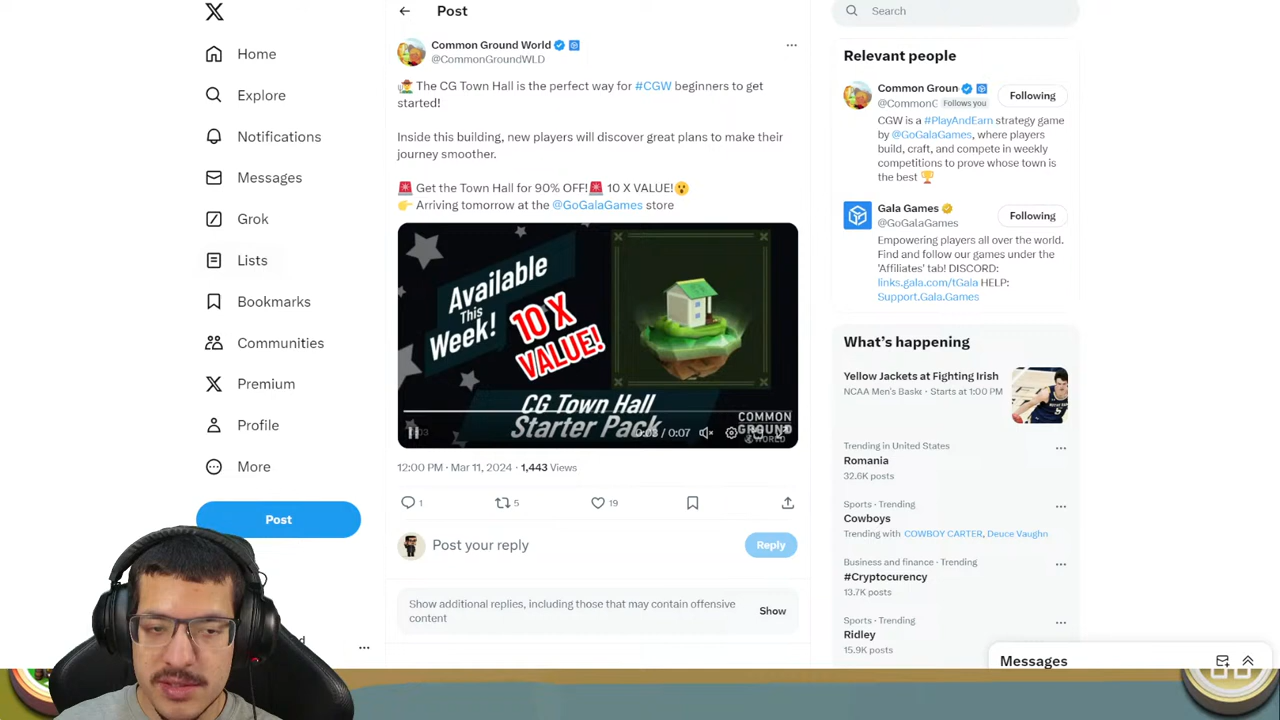 Home
Explore
Notifications
Messages
Grok
Lists
Bookmarks
Communities
Premium
Profile
More
Post
Post
Common Ground World
@CommonGroundWLD
🧑‍🌾 The CG Town Hall is the perfect way for #CGW beginners to get
started!
Inside this building, new players will discover great plans to make their
journey smoother.
🚨 Get the Town Hall for 90% OFF!🚨 10 X VALUE!😮
👉 Arriving tomorrow at the @GoGalaGames store
Available
This
Week!
10 X
VALUE!
CG Town Hall
Starter Pack
COMMON
GROUND
WORLD
0:03 / 0:07
12:00 PM · Mar 11, 2024 · 1,443 Views
1
5
19
Post your reply
Reply
Show additional replies, including those that may contain offensive
content
Show
Search
Relevant people
Common Groun
@CommonC Follows you
Following
CGW is a #PlayAndEarn strategy game
by @GoGalaGames, where players
build, craft, and compete in weekly
competitions to prove whose town is
the best 🏆
Gala Games
@GoGalaGames
Following
Empowering players all over the world.
Find and follow our games under the
'Affiliates' tab! DISCORD:
links.gala.com/tGala HELP:
Support.Gala.Games
What's happening
Yellow Jackets at Fighting Irish
NCAA Men's Baske · Starts at 1:00 PM
Trending in United States
Romania
32.6K posts
Sports · Trending
Cowboys
Trending with COWBOY CARTER, Deuce Vaughn
Business and finance · Trending
#Cryptocurency
13.7K posts
Sports · Trending
Ridley
15.9K posts
Messages